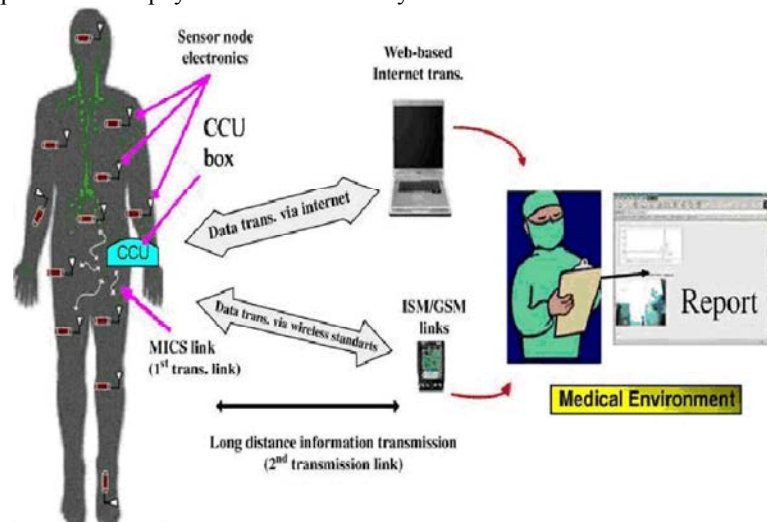 Sensor node
electronics
CCU
box
CCU
MICS link
(1st trans. link)
Web-based
Internet trans.
Data trans. via internet
Data trans. via wireless standarts
ISM/GSM
links
Long distance information transmission
(2nd transmission link)
Report
Medical Environment